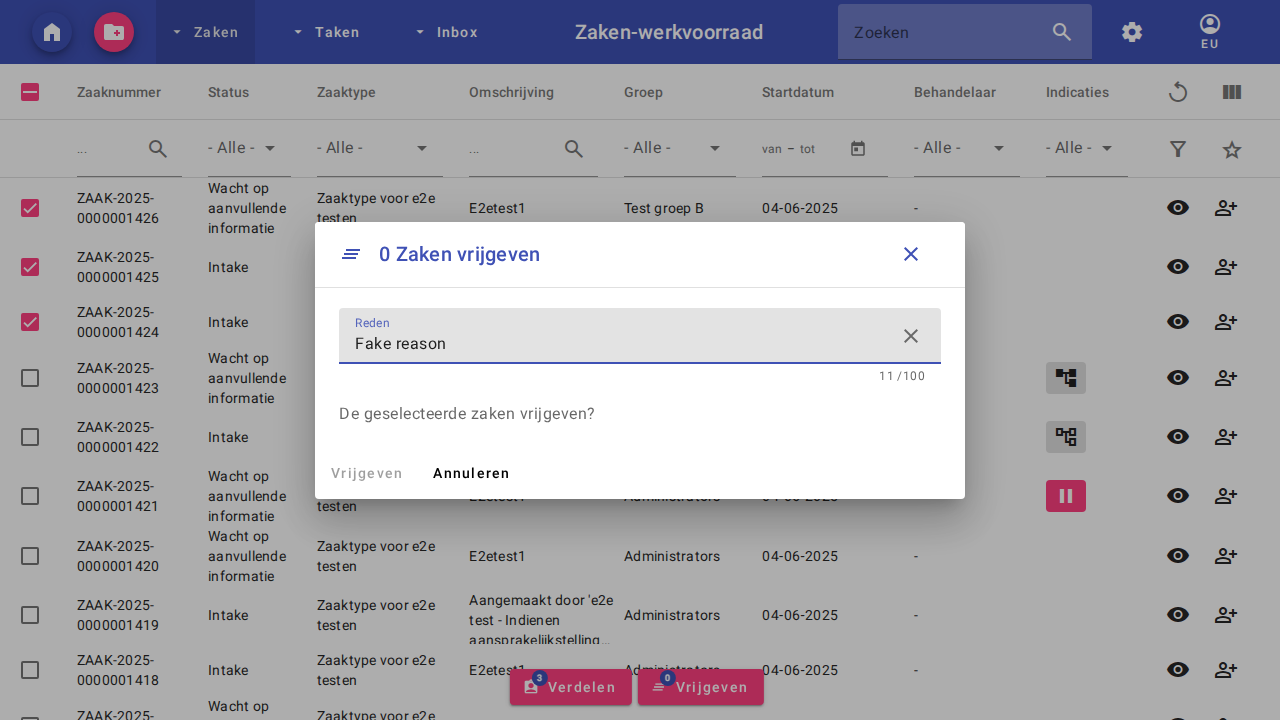 Zaken
Taken
Inbox
Zaken-werkvoorraad
Zoeken
EU
Zaaknummer
Status
Zaaktype
Omschrijving
Groep
Startdatum
Behandelaar
Indicaties
...
- Alle -
- Alle -
...
- Alle -
van – tot
- Alle -
- Alle -
ZAAK-2025-
0000001426
Wacht op
aanvullende
informatie
Zaaktype voor e2e
testen
E2etest1
Test groep B
04-06-2025
-
ZAAK-2025-
0000001425
Intake
ZAAK-2025-
0000001424
Intake
ZAAK-2025-
0000001423
Wacht op
aanvullende
informatie
ZAAK-2025-
0000001422
Intake
ZAAK-2025-
0000001421
Wacht op
aanvullende
informatie
testen
E2etest1
Administrators
04-06-2025
0 Zaken vrijgeven
Reden
Fake reason
11 /100
De geselecteerde zaken vrijgeven?
Vrijgeven
Annuleren
ZAAK-2025-
0000001420
Wacht op
aanvullende
informatie
Zaaktype voor e2e
testen
E2etest1
Administrators
04-06-2025
-
ZAAK-2025-
0000001419
Intake
Zaaktype voor e2e
testen
Aangemaakt door 'e2e
test - Indienen
aansprakelijkstelling...
Administrators
04-06-2025
-
ZAAK-2025-
0000001418
Intake
Zaaktype voor e2e
testen
E2etest1
Administrators
04-06-2025
-
3
Verdelen
0
Vrijgeven
ZAAK-2025-
Wacht op
Zaaktype voor e2e